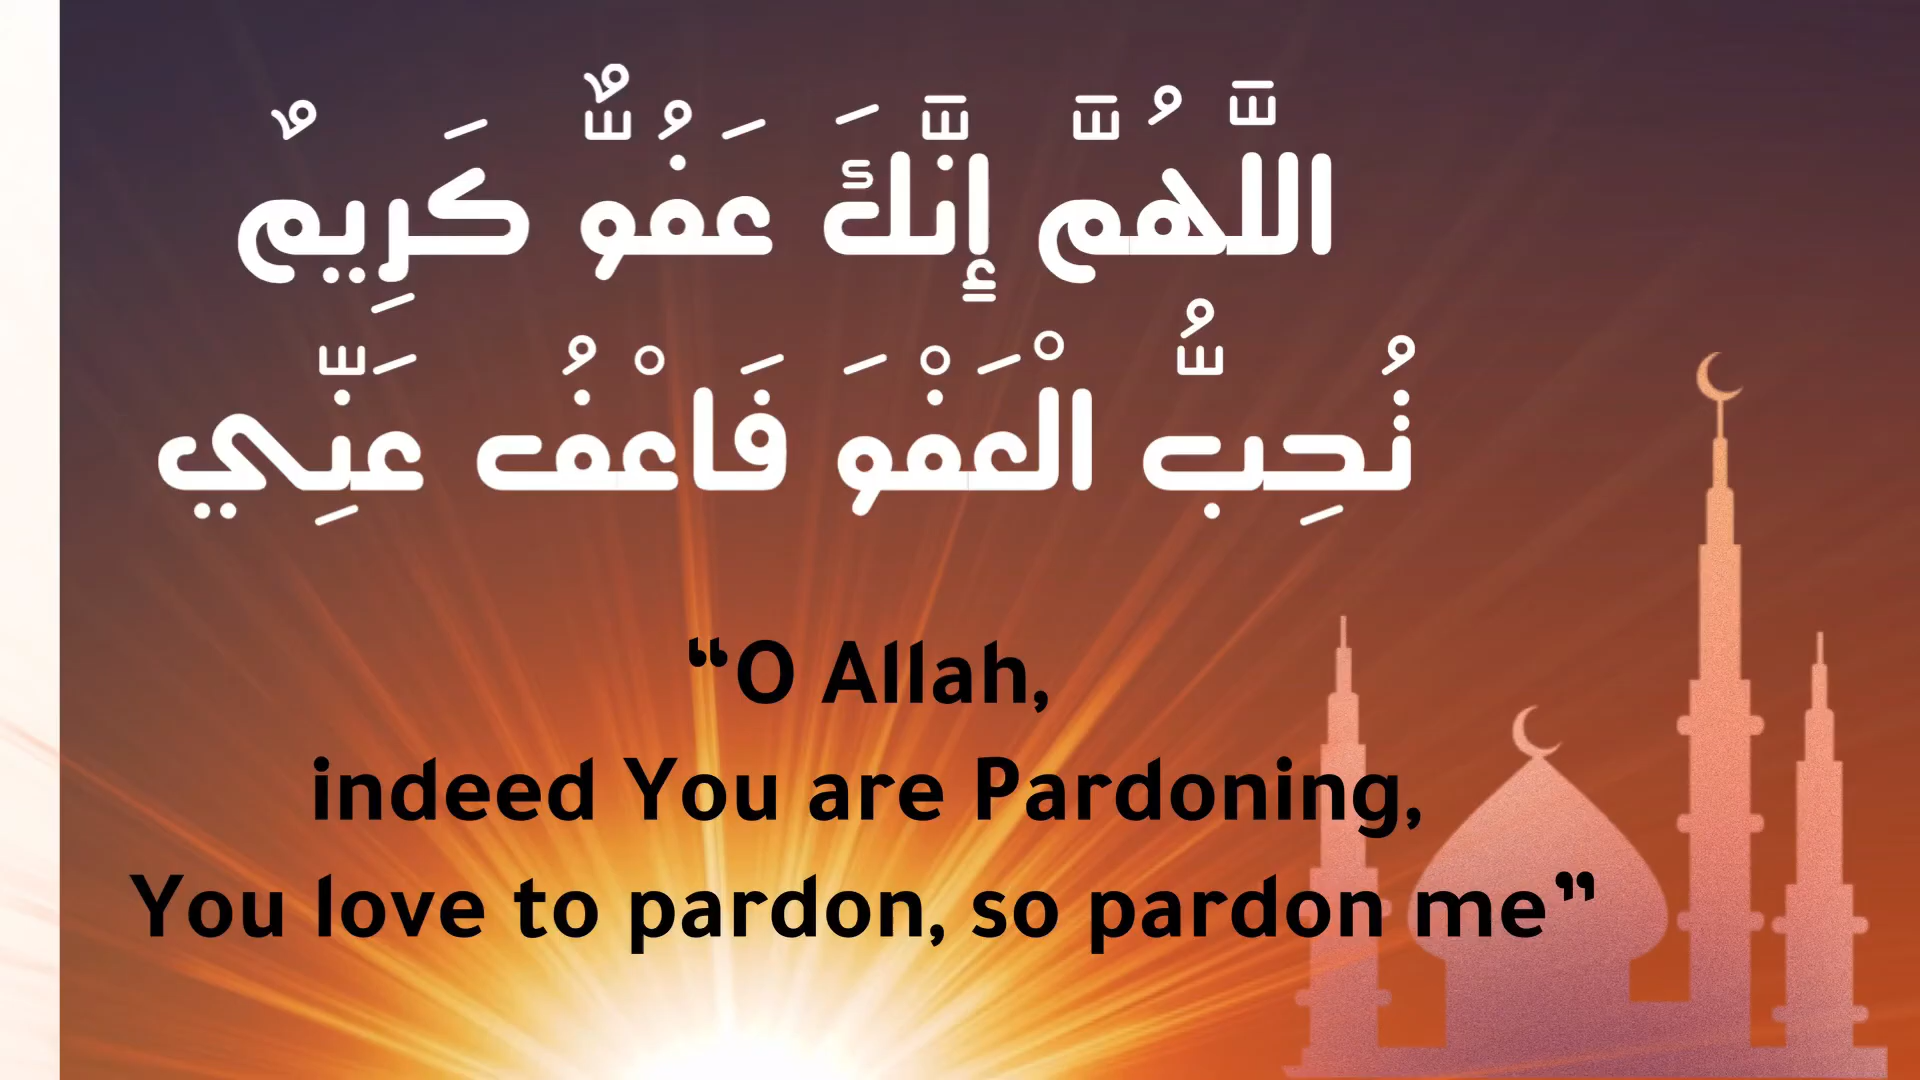 اللَّهُمَّ إِنَّكَ عَفُوٌّ كَرِيمٌ
تُحِبُّ الْعَفْوَ فَاعْفُ عَنِّي
“O Allah,
indeed You are Pardoning,
You love to pardon, so pardon me”